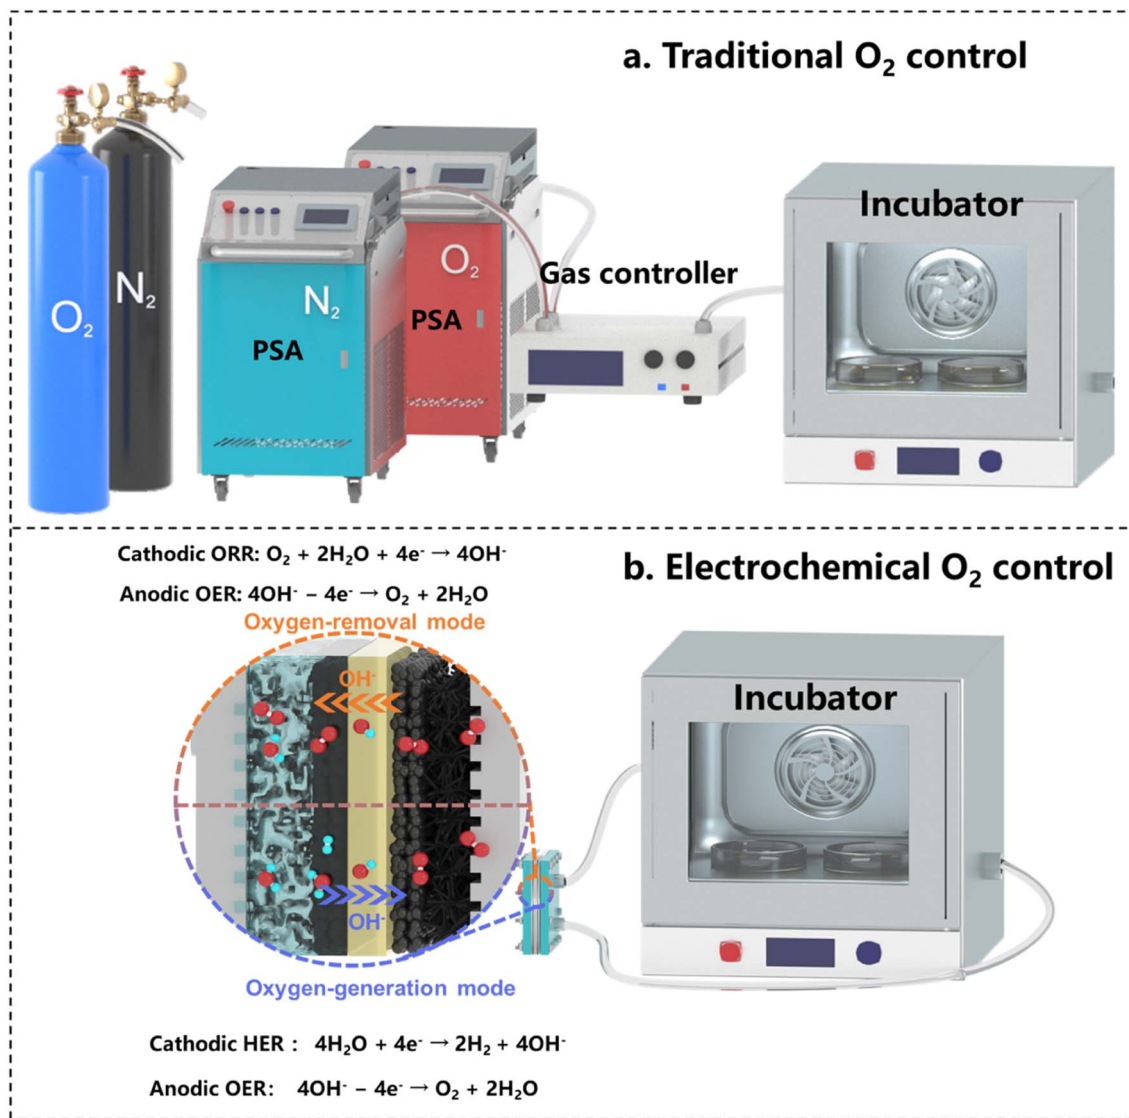 a. Traditional O₂ control
O₂
N₂
N₂
PSA
O₂
PSA
Gas controller
Incubator
b. Electrochemical O₂ control
Cathodic ORR: O₂ + 2H₂O + 4e⁻ → 4OH⁻
Anodic OER: 4OH⁻ − 4e⁻ → O₂ + 2H₂O
Oxygen-removal mode
OH⁻
OH⁻
Oxygen-generation mode
Incubator
Cathodic HER : 4H₂O + 4e⁻ → 2H₂ + 4OH⁻
Anodic OER: 4OH⁻ − 4e⁻ → O₂ + 2H₂O